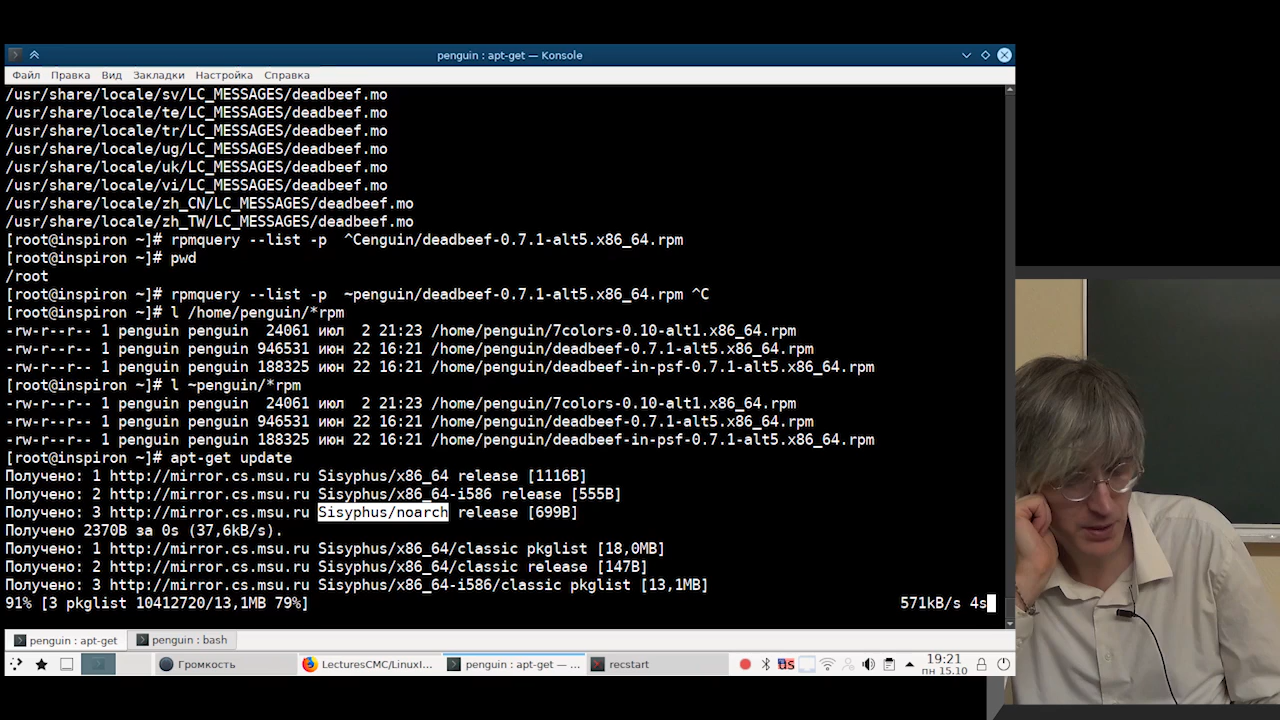 penguin : apt-get — Konsole
Файл Правка Вид Закладки Настройка Справка
/usr/share/locale/sv/LC_MESSAGES/deadbeef.mo
/usr/share/locale/te/LC_MESSAGES/deadbeef.mo
/usr/share/locale/tr/LC_MESSAGES/deadbeef.mo
/usr/share/locale/ug/LC_MESSAGES/deadbeef.mo
/usr/share/locale/uk/LC_MESSAGES/deadbeef.mo
/usr/share/locale/vi/LC_MESSAGES/deadbeef.mo
/usr/share/locale/zh_CN/LC_MESSAGES/deadbeef.mo
/usr/share/locale/zh_TW/LC_MESSAGES/deadbeef.mo
[root@inspiron ~]# rpmquery --list -p  ^Cenguin/deadbeef-0.7.1-alt5.x86_64.rpm
[root@inspiron ~]# pwd
/root
[root@inspiron ~]# rpmquery --list -p  ~penguin/deadbeef-0.7.1-alt5.x86_64.rpm ^C
[root@inspiron ~]# l /home/penguin/*rpm
-rw-r--r-- 1 penguin penguin  24061 июл  2 21:23 /home/penguin/7colors-0.10-alt1.x86_64.rpm
-rw-r--r-- 1 penguin penguin 946531 июн 22 16:21 /home/penguin/deadbeef-0.7.1-alt5.x86_64.rpm
-rw-r--r-- 1 penguin penguin 188325 июн 22 16:21 /home/penguin/deadbeef-in-psf-0.7.1-alt5.x86_64.rpm
[root@inspiron ~]# l ~penguin/*rpm
-rw-r--r-- 1 penguin penguin  24061 июл  2 21:23 /home/penguin/7colors-0.10-alt1.x86_64.rpm
-rw-r--r-- 1 penguin penguin 946531 июн 22 16:21 /home/penguin/deadbeef-0.7.1-alt5.x86_64.rpm
-rw-r--r-- 1 penguin penguin 188325 июн 22 16:21 /home/penguin/deadbeef-in-psf-0.7.1-alt5.x86_64.rpm
[root@inspiron ~]# apt-get update
Получено: 1 http://mirror.cs.msu.ru Sisyphus/x86_64 release [1116B]
Получено: 2 http://mirror.cs.msu.ru Sisyphus/x86_64-i586 release [555B]
Получено: 3 http://mirror.cs.msu.ru Sisyphus/noarch release [699B]
Получено 2370B за 0s (37,6kB/s).
Получено: 1 http://mirror.cs.msu.ru Sisyphus/x86_64/classic pkglist [18,0MB]
Получено: 2 http://mirror.cs.msu.ru Sisyphus/x86_64/classic release [147B]
Получено: 3 http://mirror.cs.msu.ru Sisyphus/x86_64-i586/classic pkglist [13,1MB]
91% [3 pkglist 10412720/13,1MB 79%] 571kB/s 4s
penguin : apt-get penguin : bash
Громкость LecturesCMC/LinuxI... penguin : apt-get — ... recstart us 19:21
пн 15.10